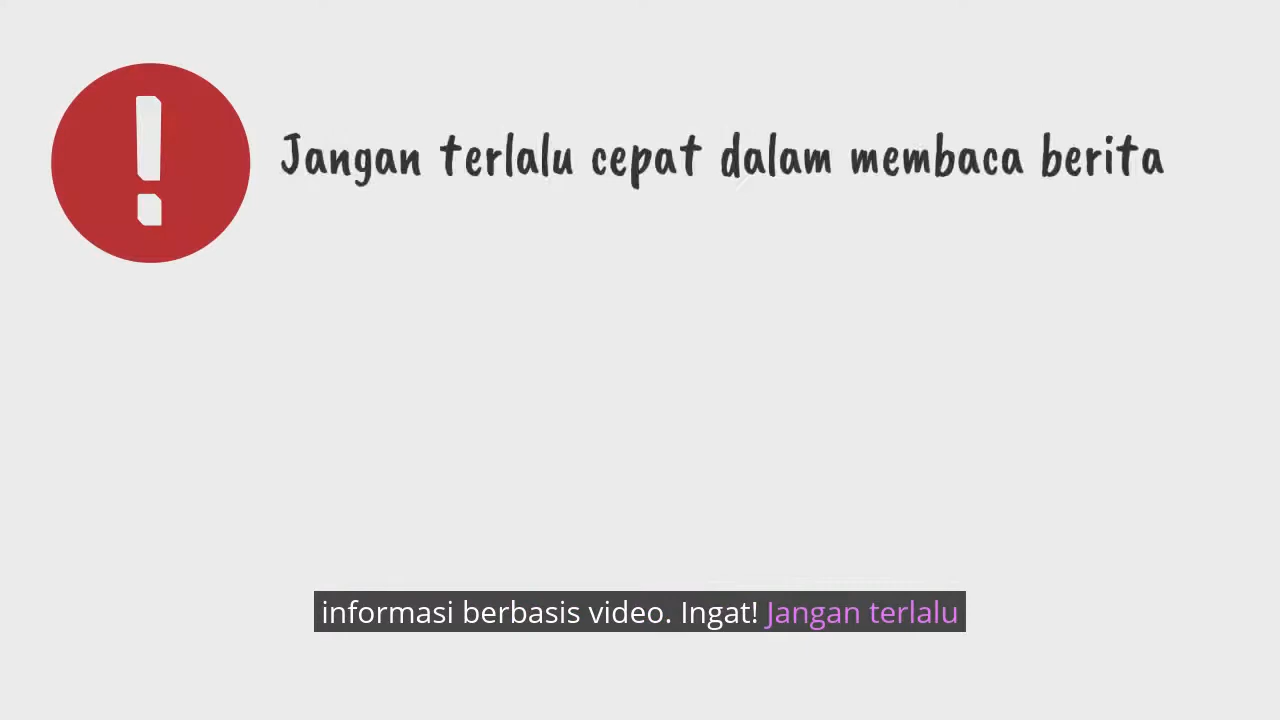 Jangan terlalu cepat dalam membaca berita
informasi berbasis video. Ingat! Jangan terlalu